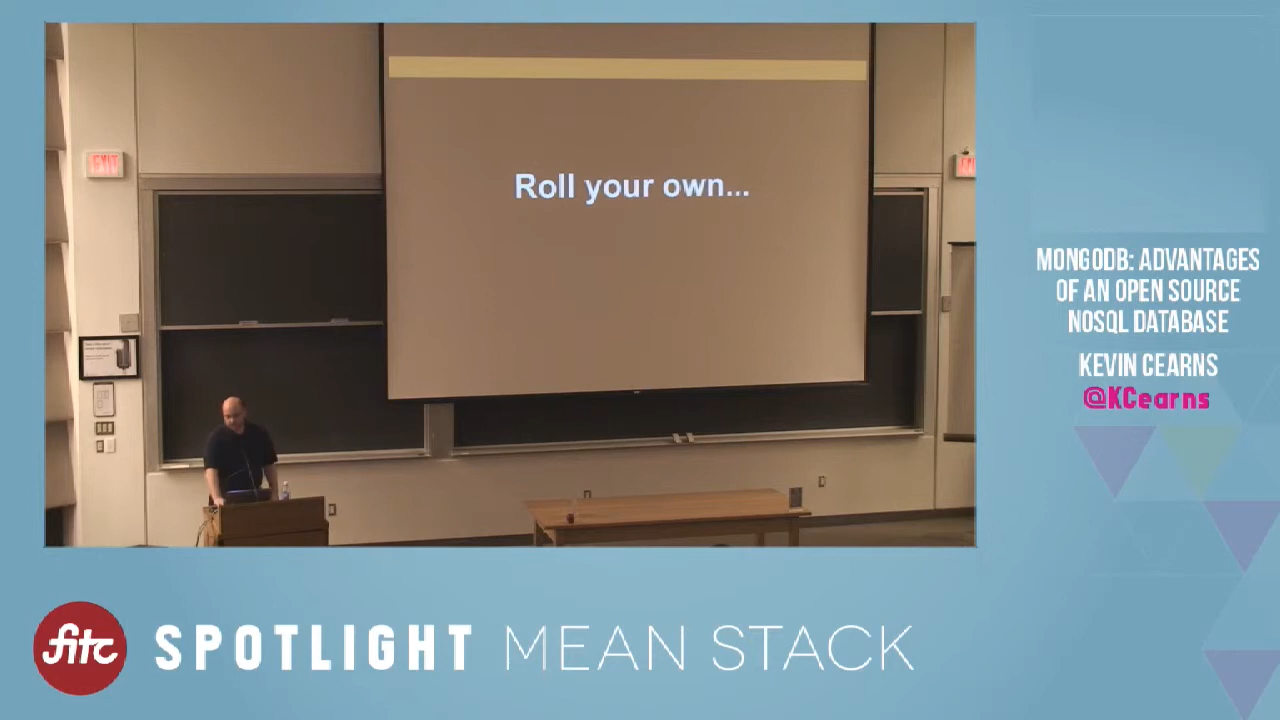 Roll your own...
EXIT
MONGODB: ADVANTAGES
OF AN OPEN SOURCE
NOSQL DATABASE
KEVIN CEARNS
@KCearns
fitc
SPOTLIGHT MEAN STACK